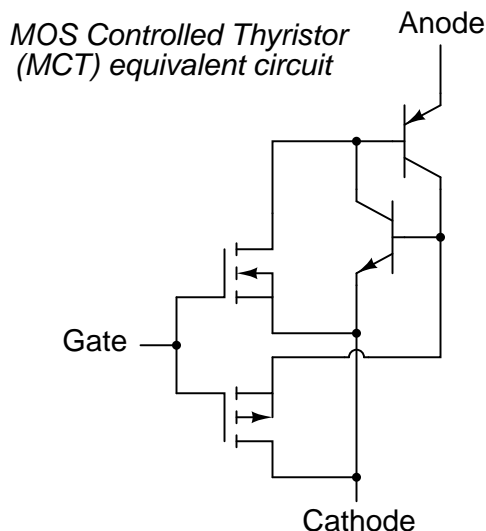 MOS Controlled Thyristor
(MCT) equivalent circuit
Anode
Gate
Cathode